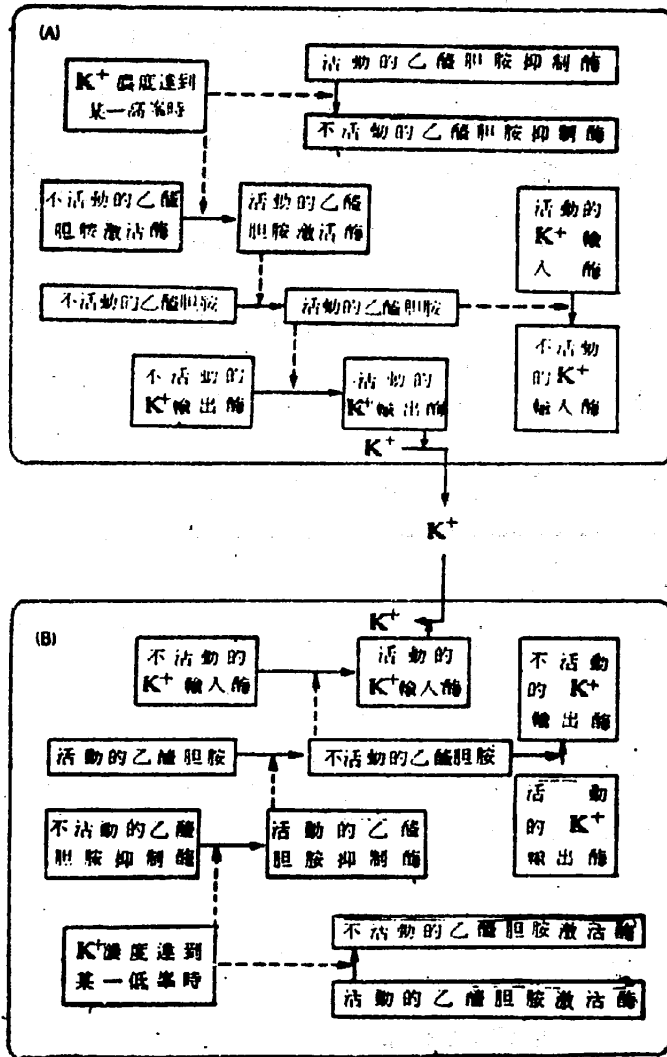 (A)
K⁺濃度達到
某一高峯時
活動的乙醯胆胺抑制酶
不活動的乙醯胆胺抑制酶
不活動的乙醯
胆胺激活酶
活動的乙醯
胆胺激活酶
活動的
K⁺輸
入酶
不活動的乙醯胆胺
活動的乙醯胆胺
不活動
的K⁺
輸入酶
不活動的
K⁺輸出酶
活動的
K⁺輸出酶
K⁺
K⁺
(B)
K⁺
不活動的
K⁺輸入酶
活動的
K⁺輸入酶
不活動
的K⁺
輸出酶
活動的乙醯胆胺
不活動的乙醯胆胺
活動
的K⁺
輸出酶
不活動的乙醯
胆胺抑制酶
活動的乙醯
胆胺抑制酶
K⁺濃度達到
某一低峯時
不活動的乙醯胆胺激活酶
活動的乙醯胆胺激活酶